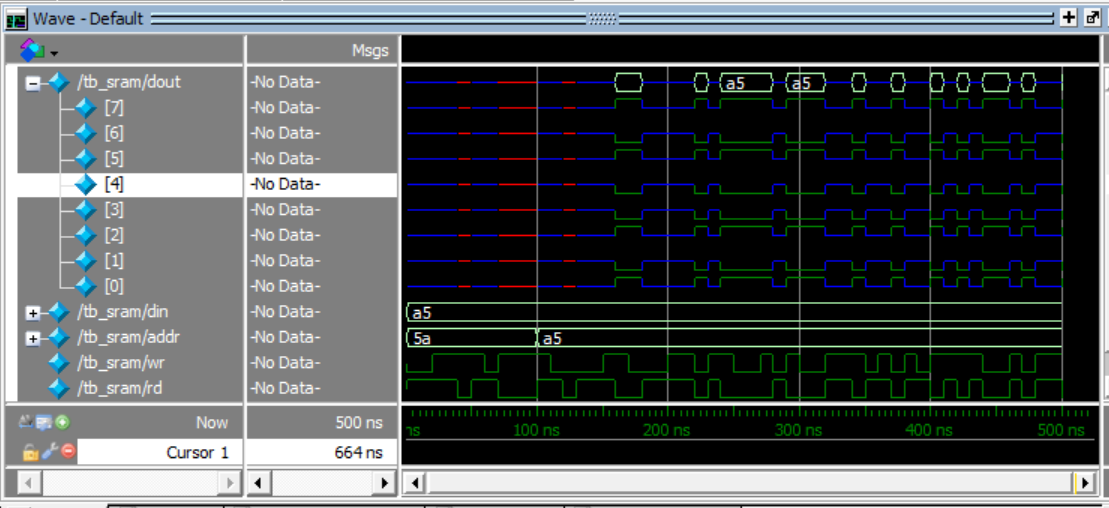 Wave - Default
Msgs
/tb_sram/dout -No Data- a5 a5
[7] -No Data-
[6] -No Data-
[5] -No Data-
[4] -No Data-
[3] -No Data-
[2] -No Data-
[1] -No Data-
[0] -No Data-
/tb_sram/din -No Data- a5
/tb_sram/addr -No Data- 5a a5
/tb_sram/wr -No Data-
/tb_sram/rd -No Data-
Now 500 ns
ns 100 ns 200 ns 300 ns 400 ns 500 ns
Cursor 1 664 ns